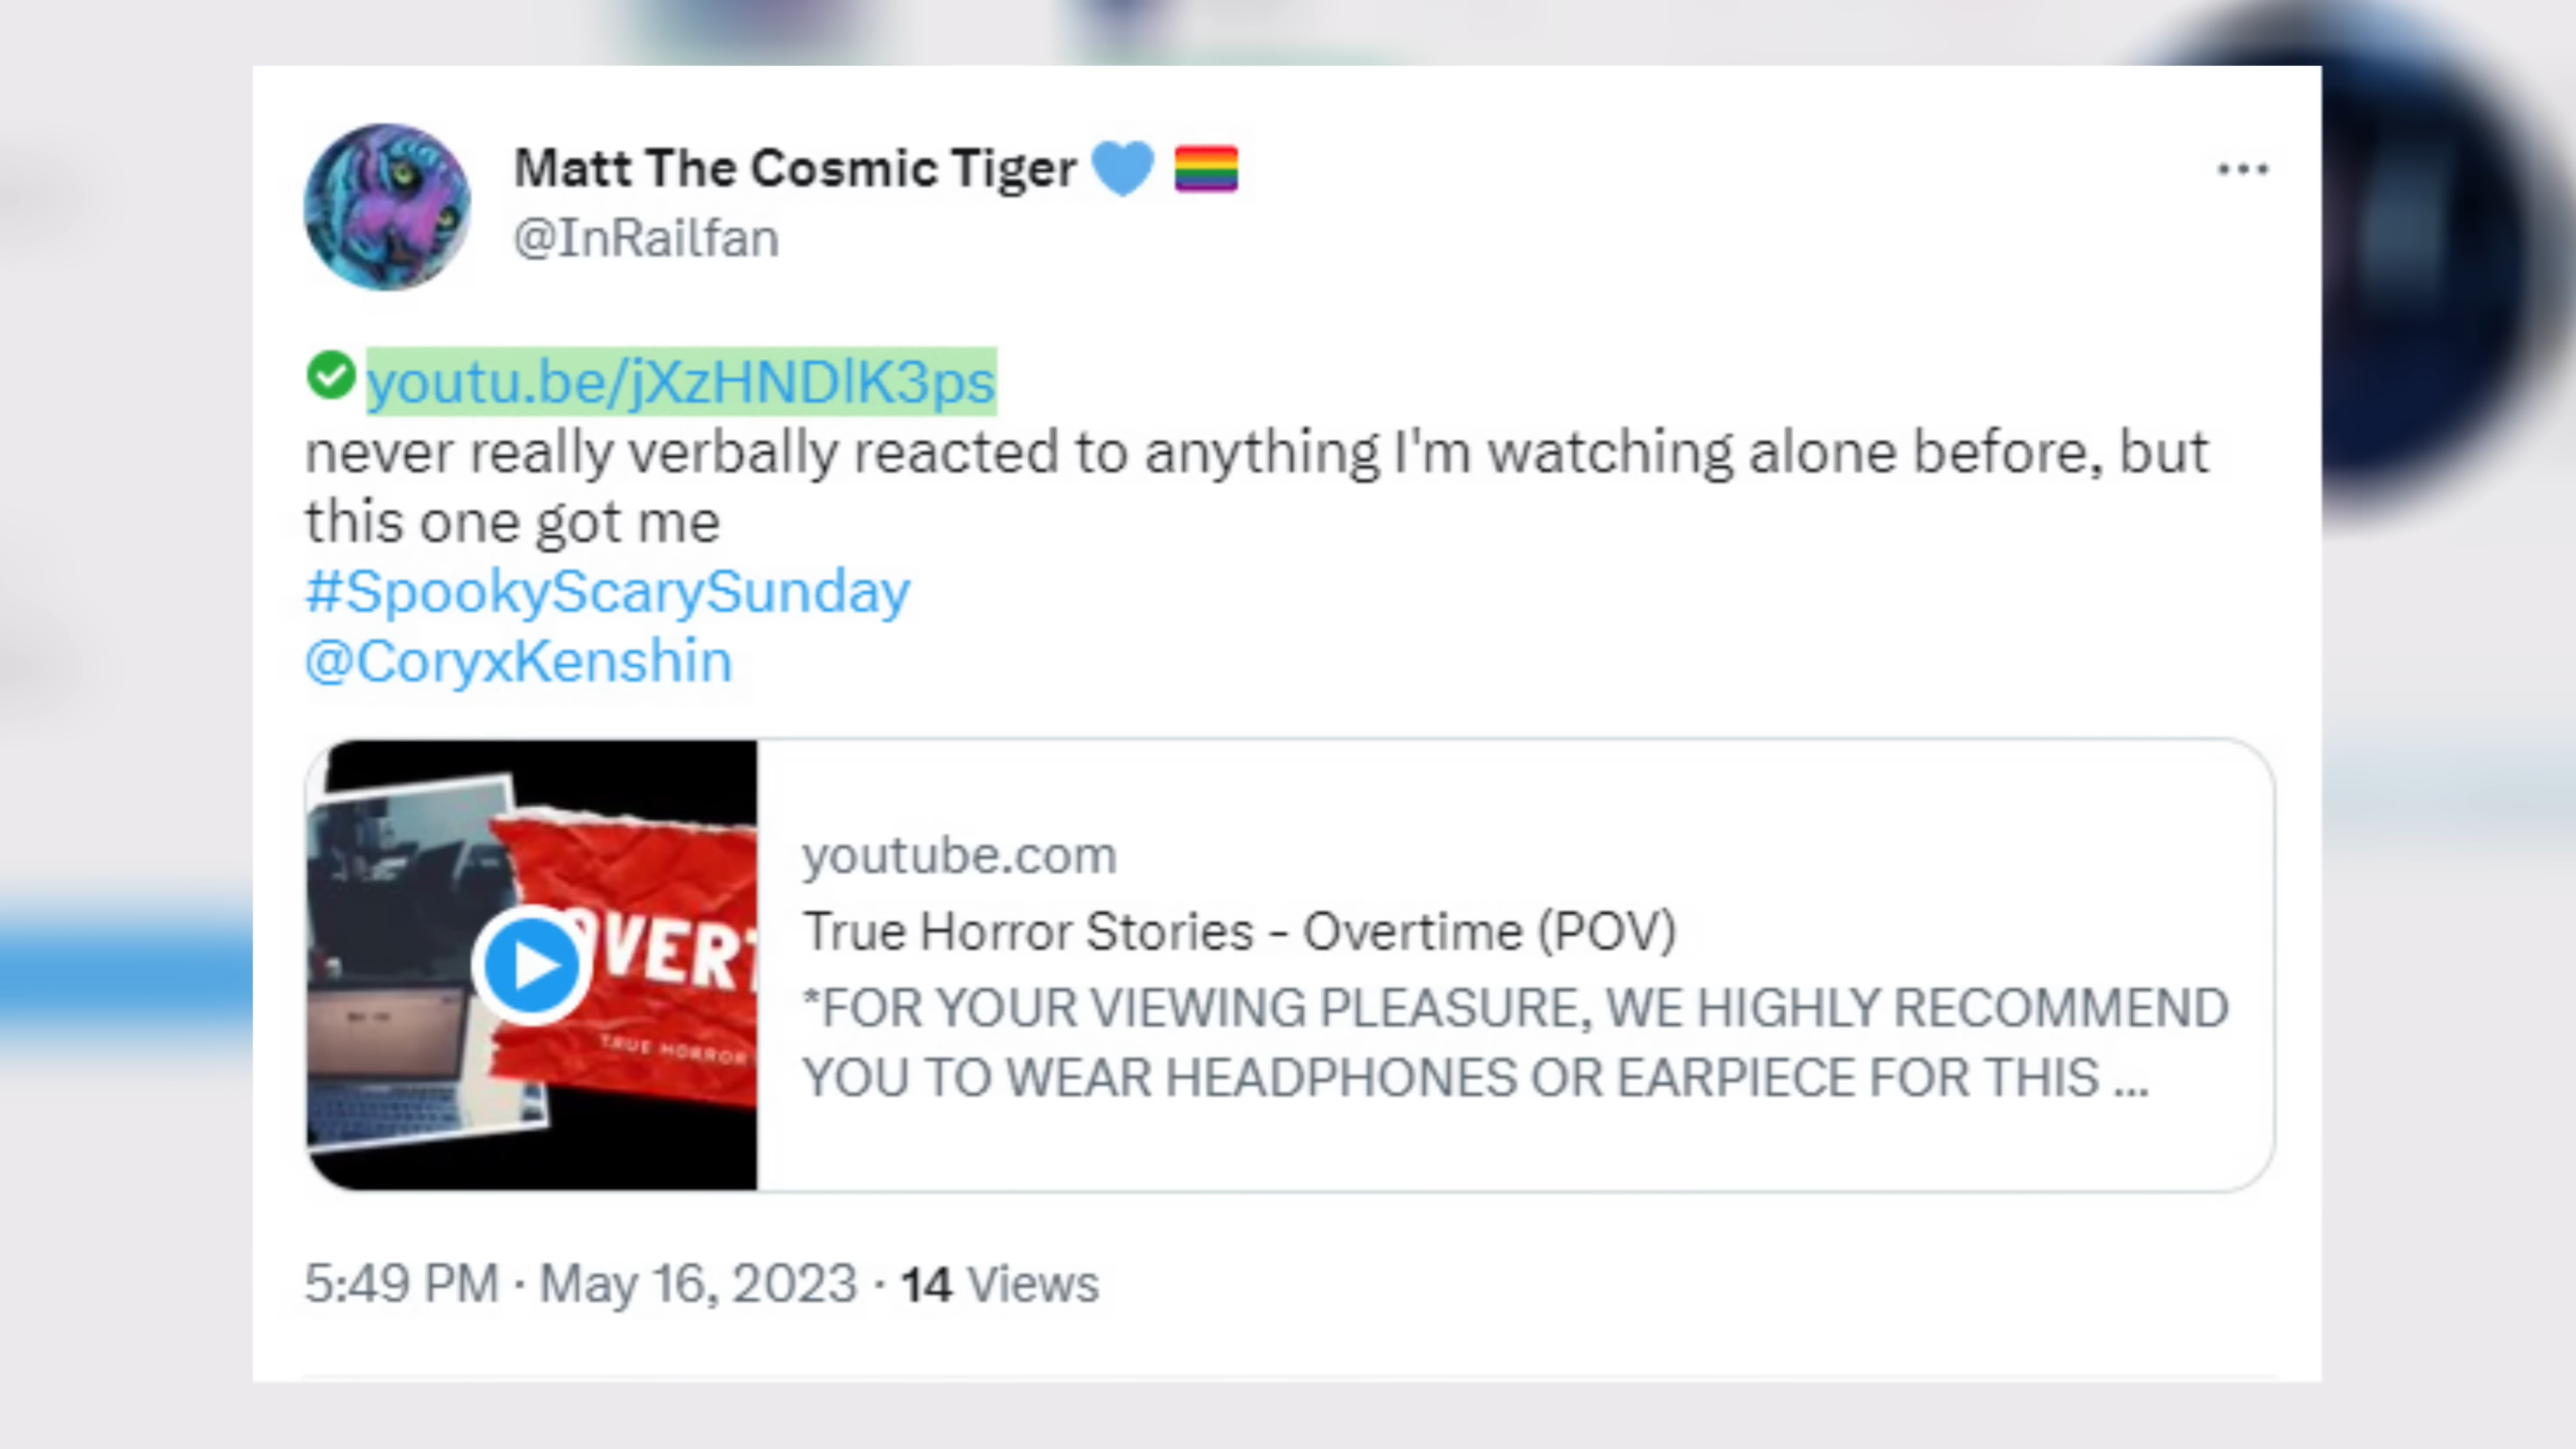 Matt The Cosmic Tiger 💙 🏳️‍🌈
@InRailfan
youtu.be/jXzHNDlK3ps
never really verbally reacted to anything I'm watching alone before, but
this one got me
#SpookyScarySunday
@CoryxKenshin
OVERT
TRUE HORROR
youtube.com
True Horror Stories - Overtime (POV)
*FOR YOUR VIEWING PLEASURE, WE HIGHLY RECOMMEND
YOU TO WEAR HEADPHONES OR EARPIECE FOR THIS ...
5:49 PM · May 16, 2023 · 14 Views